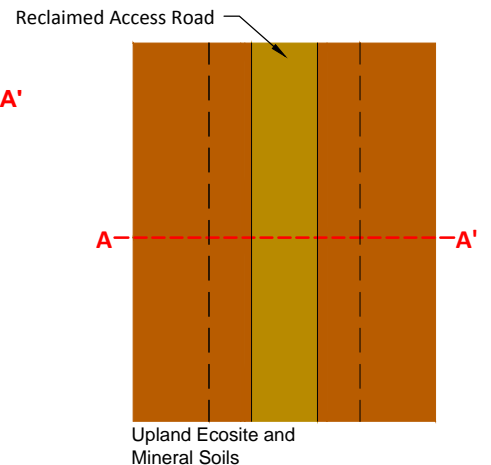 Reclaimed Access Road
A'
A
A'
Upland Ecosite and
Mineral Soils